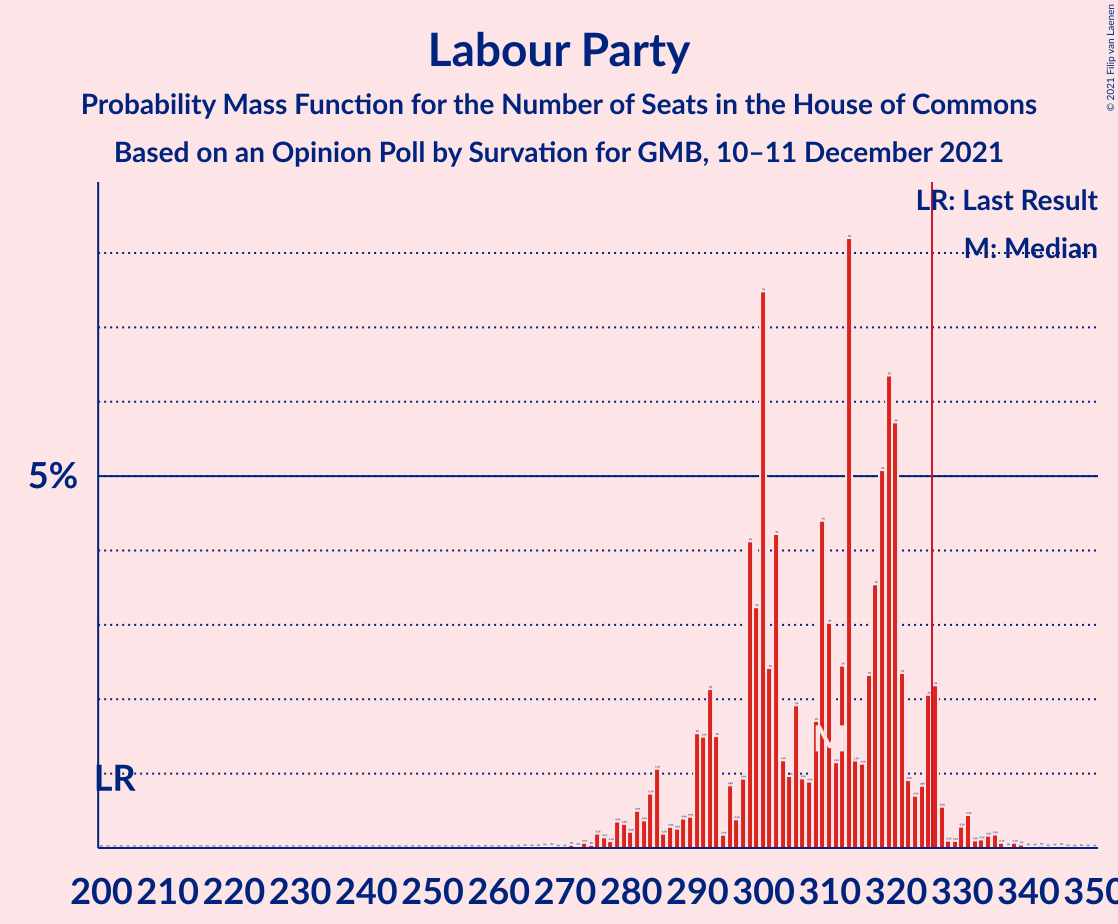 Labour Party
Probability Mass Function for the Number of Seats in the House of Commons
Based on an Opinion Poll by Survation for GMB, 10–11 December 2021
© 2021 Filip van Laenen
LR: Last Result
M: Median
5%
LR
M
200 210 220 230 240 250 260 270 280 290 300 310 320 330 340 350